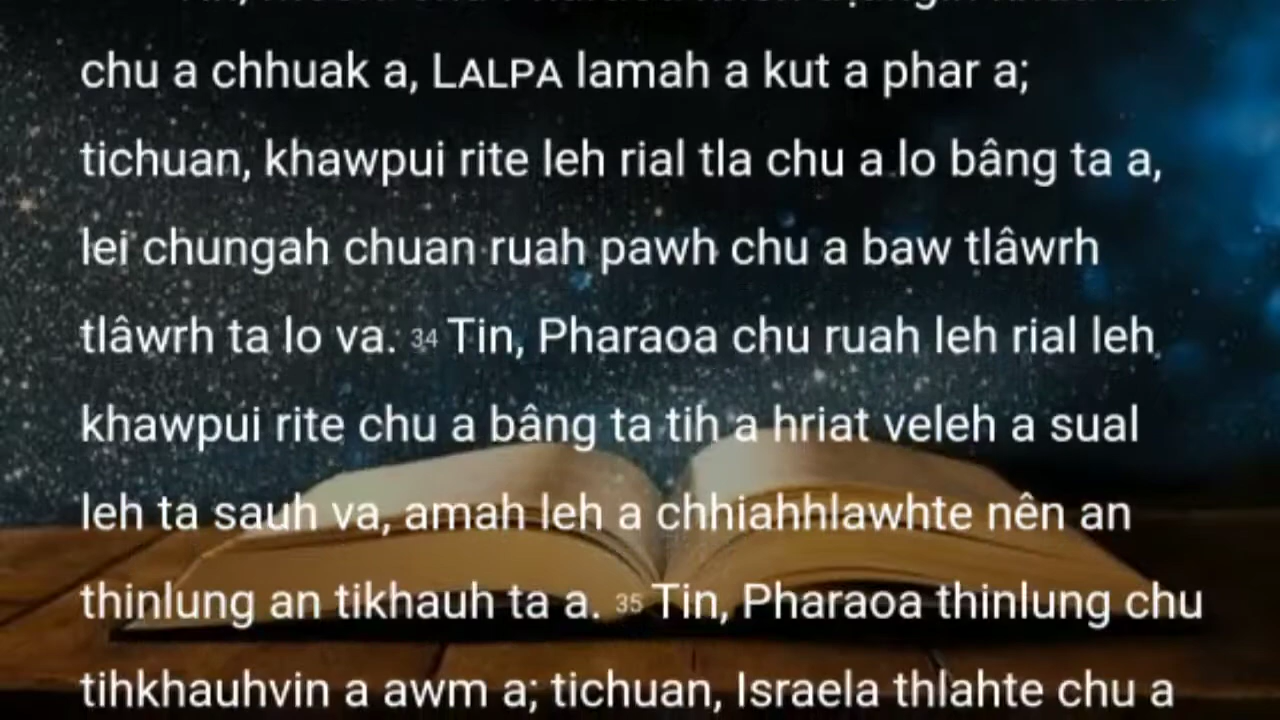 chu a chhuak a, LALPA lamah a kut a phar a;
tichuan, khawpui rite leh rial tla chu a lo bâng ta a,
lei chungah chuan ruah pawh chu a baw tlâwrh
tlâwrh ta lo va. 34 Tin, Pharaoa chu ruah leh rial leh
khawpui rite chu a bâng ta tih a hriat veleh a sual
leh ta sauh va, amah leh a chhiahhlawhte nên an
thinlung an tikhauh ta a. 35 Tin, Pharaoa thinlung chu
tihkhauhvin a awm a; tichuan, Israela thlahte chu a